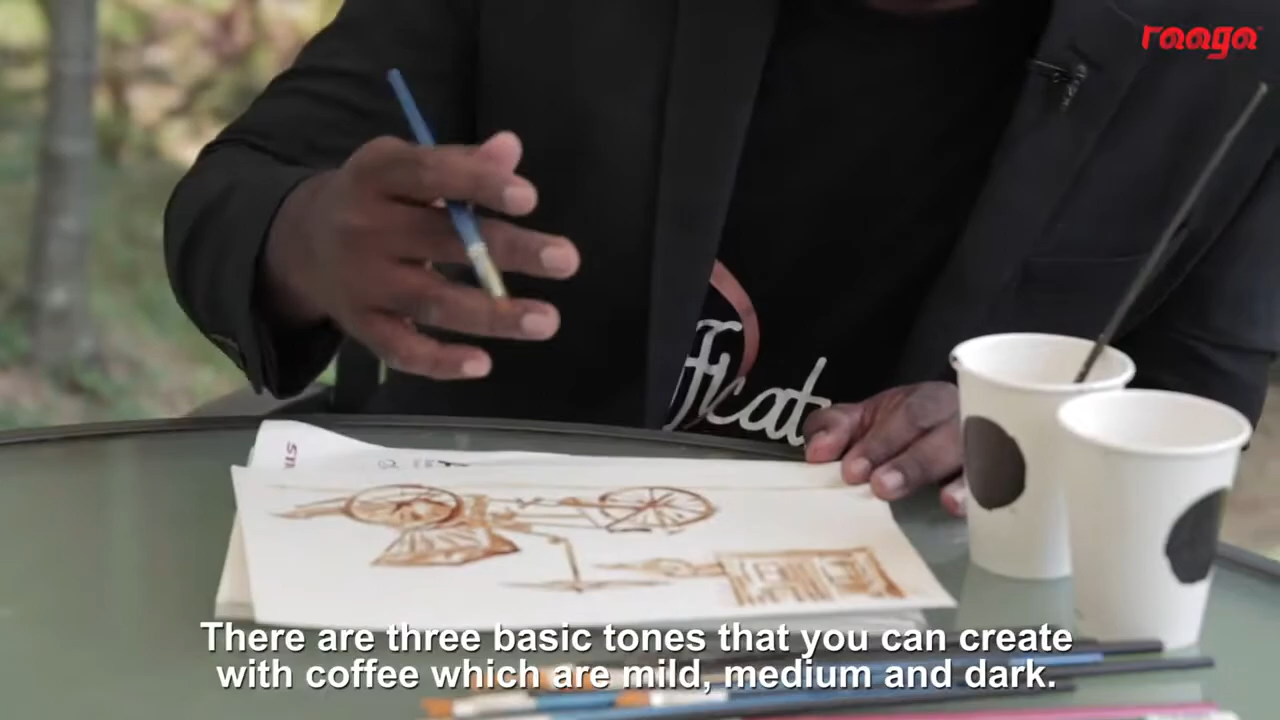 raaga
There are three basic tones that you can create
with coffee which are mild, medium and dark.